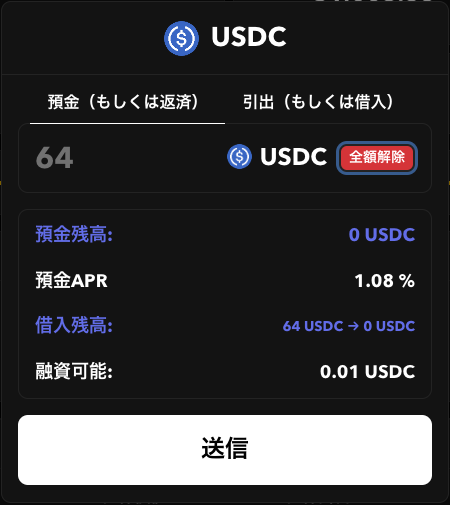 USDC
預金（もしくは返済） 引出（もしくは借入）
64 USDC 全額解除
預金残高: 0 USDC
預金APR 1.08 %
借入残高: 64 USDC → 0 USDC
融資可能: 0.01 USDC
送信